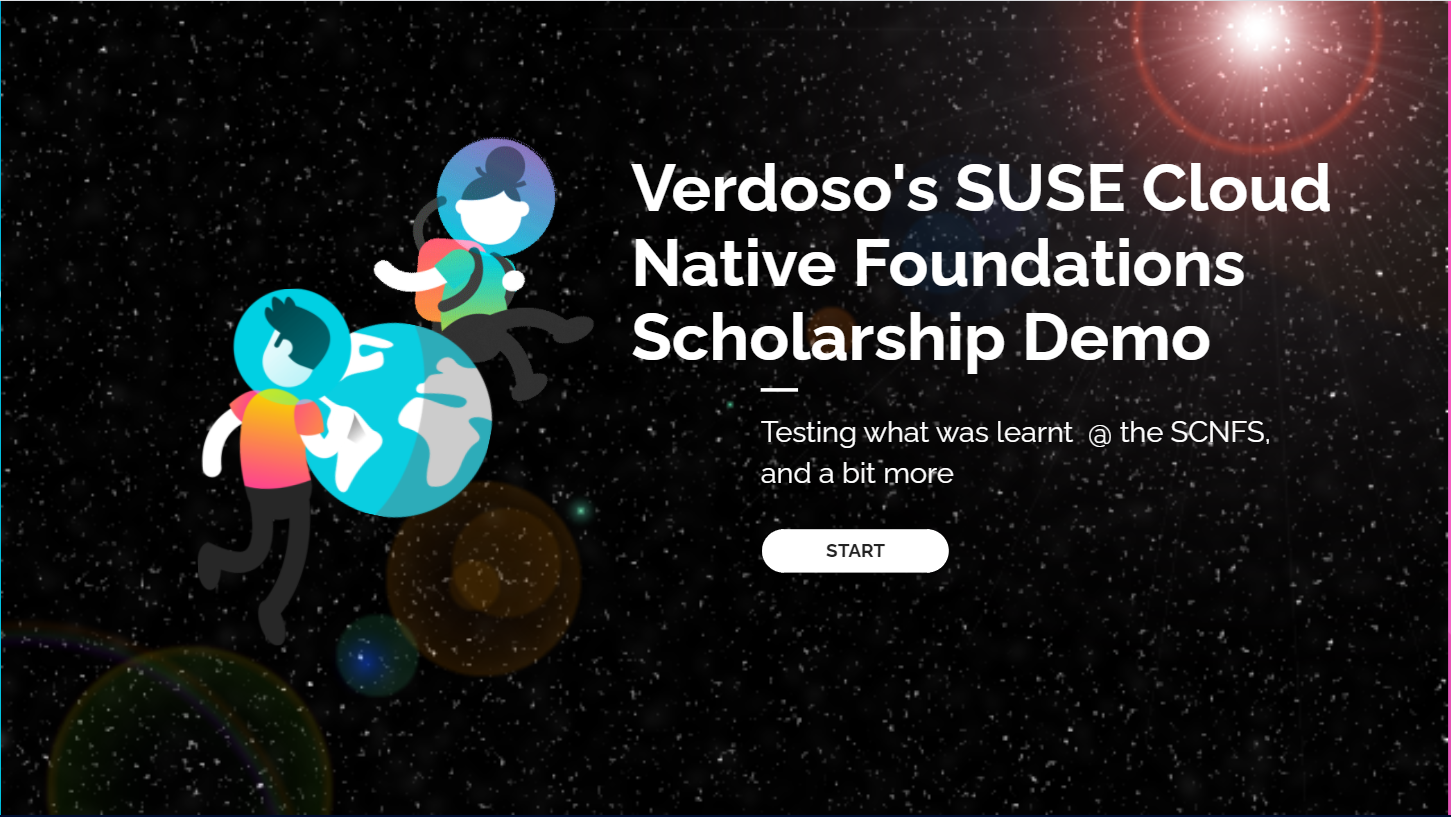 Verdoso's SUSE Cloud
Native Foundations
Scholarship Demo
Testing what was learnt @ the SCNFS,
and a bit more
START